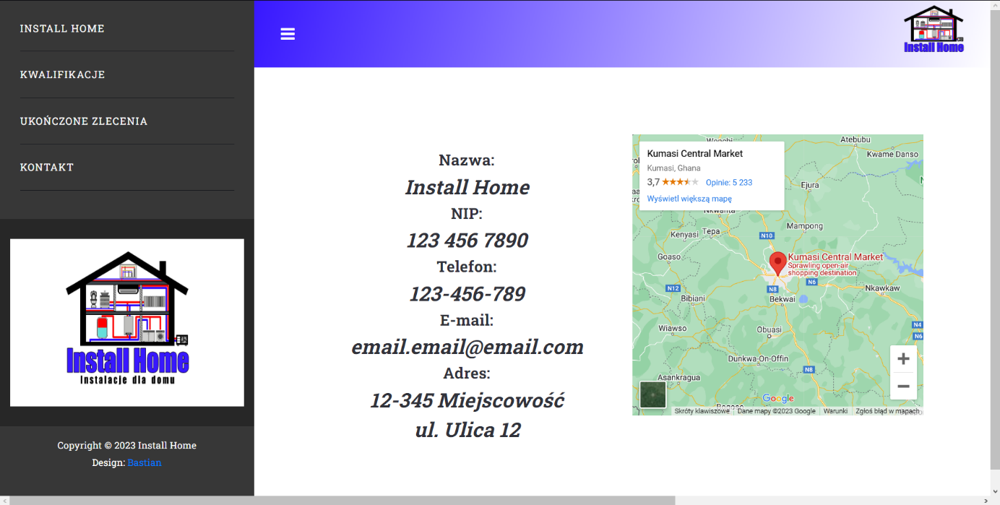 INSTALL HOME
KWALIFIKACJE
UKOŃCZONE ZLECENIA
KONTAKT
Install Home
Instalacje dla domu
Copyright © 2023 Install Home
Design: Bastian
Install Home
Nazwa:
Install Home
NIP:
123 456 7890
Telefon:
123-456-789
E-mail:
email.email@email.com
Adres:
12-345 Miejscowość
ul. Ulica 12
Atebubu
Kwame Danso
Kumasi Central Market
Kumasi, Ghana
3,7 Opinie: 5 233
Wyświetl większą mapę
Ejura
Nkwanta
Mampong
Tepa
Kenyasi
N10
Goaso
Kumasi Central Market
Sprawling open-air
shopping destination
N6
N12
N8
Nkawkaw
Bibiani
Bekwai
Wiawso
Obuasi
N4
N6
Dunkwa-On-Offin
N8
Asankragua
Google
Skróty klawiszowe
Dane mapy ©2023 Google
Warunki
Zgłoś błąd w mapach